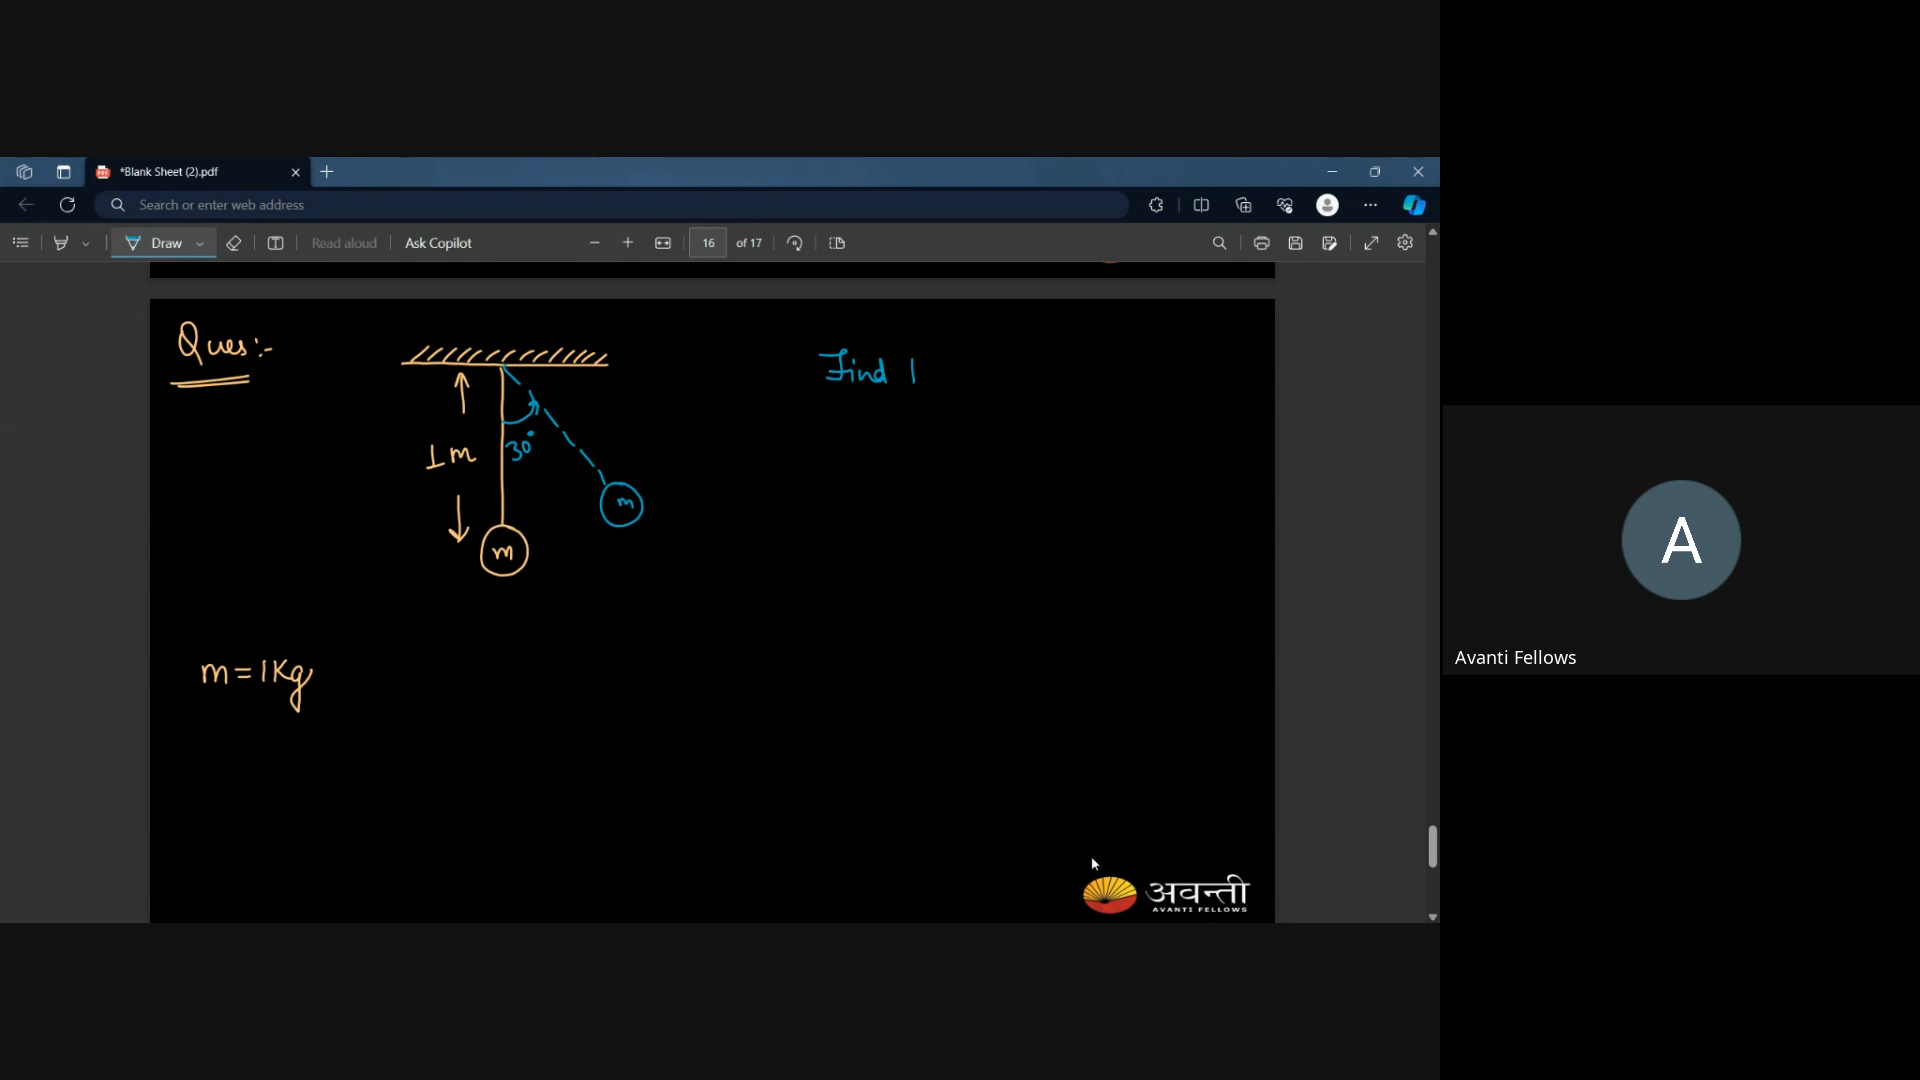 *Blank Sheet (2).pdf
Search or enter web address
Draw
Read aloud
Ask Copilot
16 of 17
Ques:-
Find
1m
30°
m
m
m=1Kg
अवन्ती
AVANTI FELLOWS
A
Avanti Fellows